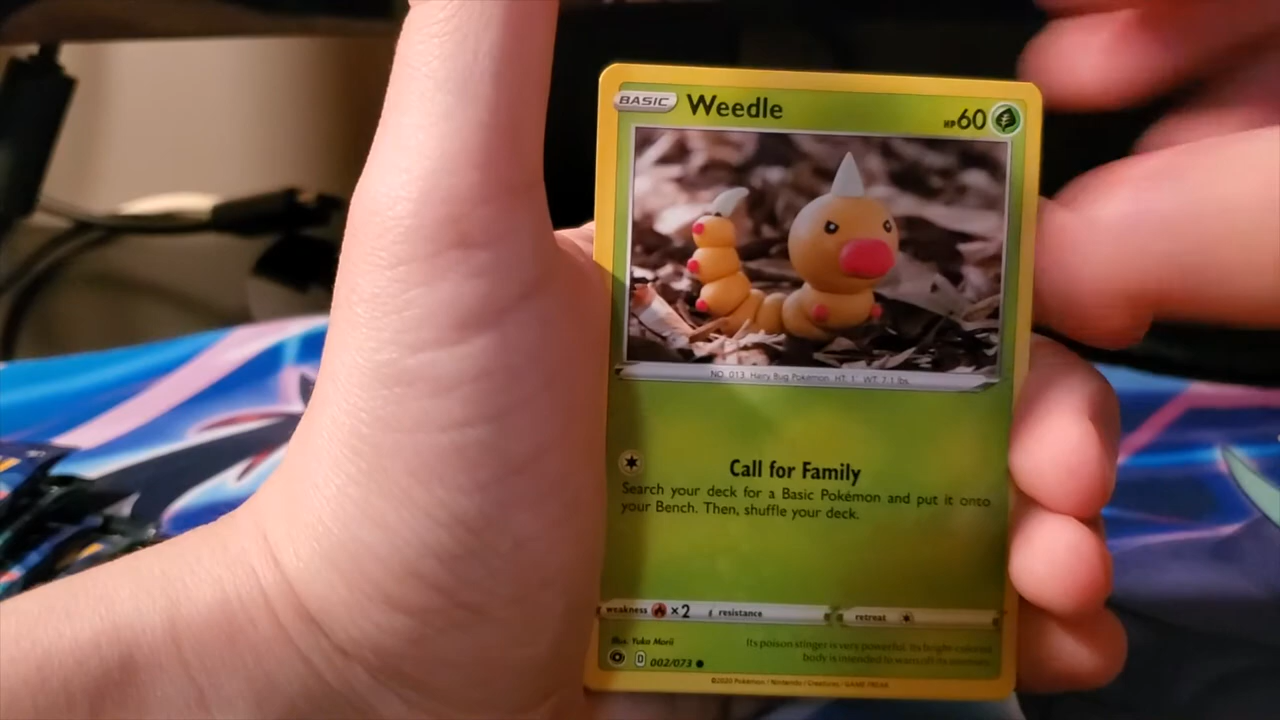 BASIC Weedle HP60
NO. 013 Hairy Bug Pokémon HT: 1' WT: 7.1 lbs.
Call for Family
Search your deck for a Basic Pokémon and put it onto
your Bench. Then, shuffle your deck.
weakness ×2 resistance retreat
Illus. Yuka Morii
Its poison stinger is very powerful. Its bright-colored
body is intended to warn off its enemies.
D 002/073
©2020 Pokémon / Nintendo / Creatures / GAME FREAK